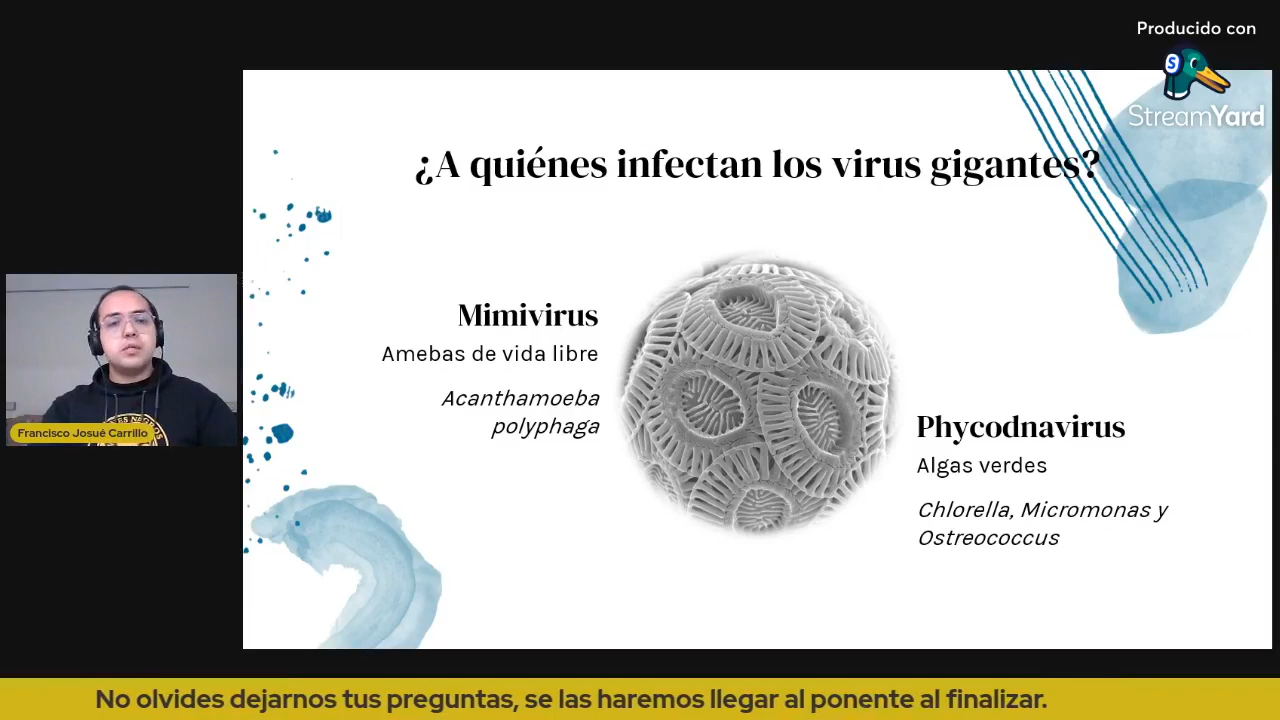 Producido con
StreamYard
¿A quiénes infectan los virus gigantes?
Mimivirus
Amebas de vida libre
Acanthamoeba
polyphaga
Phycodnavirus
Algas verdes
Chlorella, Micromonas y
Ostreococcus
Francisco Josué Carrillo
No olvides dejarnos tus preguntas, se las haremos llegar al ponente al finalizar.